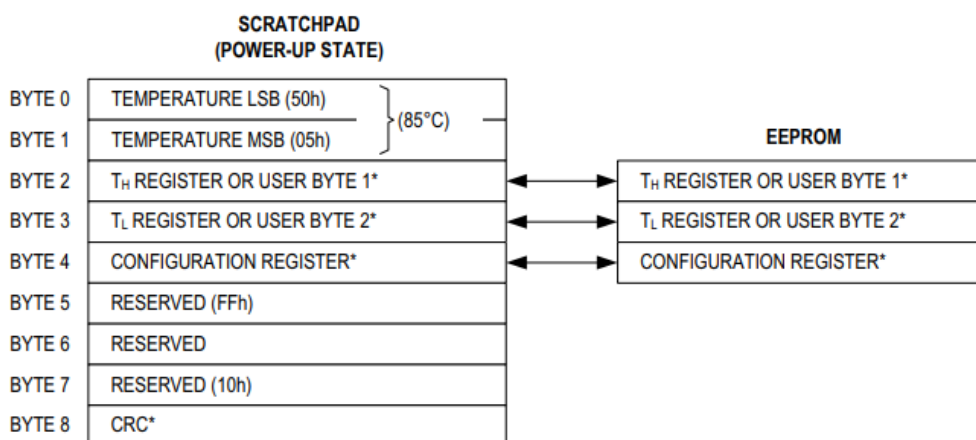 SCRATCHPAD
(POWER-UP STATE)
BYTE 0 TEMPERATURE LSB (50h)
(85°C)
BYTE 1 TEMPERATURE MSB (05h)
EEPROM
BYTE 2 TH REGISTER OR USER BYTE 1* TH REGISTER OR USER BYTE 1*
BYTE 3 TL REGISTER OR USER BYTE 2* TL REGISTER OR USER BYTE 2*
BYTE 4 CONFIGURATION REGISTER* CONFIGURATION REGISTER*
BYTE 5 RESERVED (FFh)
BYTE 6 RESERVED
BYTE 7 RESERVED (10h)
BYTE 8 CRC*